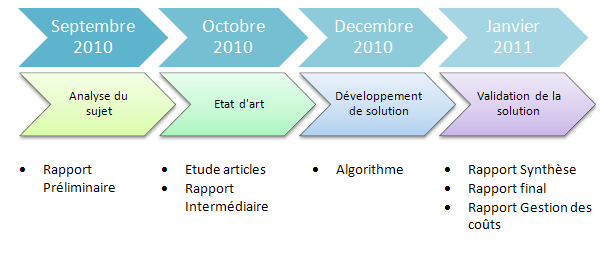 Septembre
2010
Octobre
2010
Decembre
2010
Janvier
2011
Analyse du
sujet
Etat d'art
Développement
de solution
Validation de la
solution
• Rapport
Préliminaire
• Etude articles
• Rapport
Intermédiaire
• Algorithme
• Rapport Synthèse
• Rapport final
• Rapport Gestion des
coûts